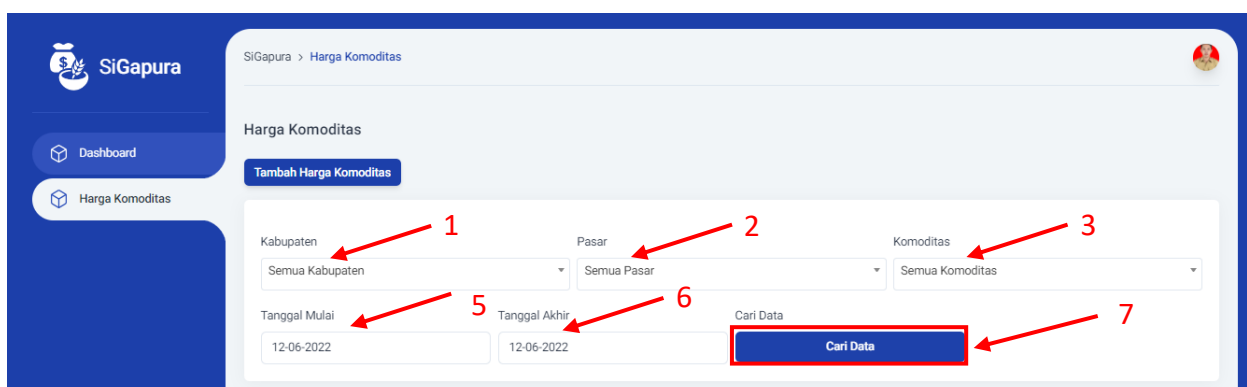 SiGapura
SiGapura > Harga Komoditas
Dashboard
Harga Komoditas
Harga Komoditas
Tambah Harga Komoditas
1
2
3
Kabupaten
Pasar
Komoditas
Semua Kabupaten
Semua Pasar
Semua Komoditas
5
6
7
Tanggal Mulai
Tanggal Akhir
Cari Data
12-06-2022
12-06-2022
Cari Data